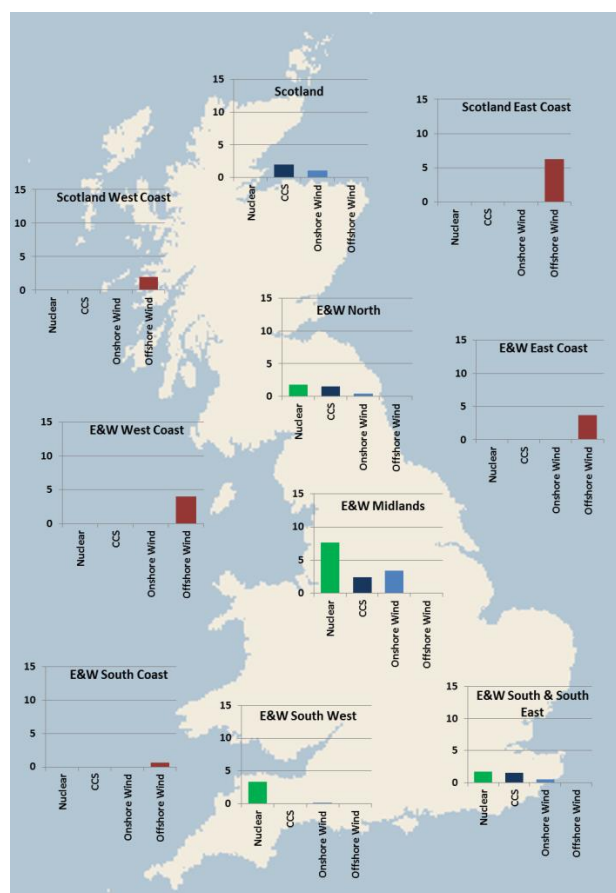 Scotland
15
10
5
0
Nuclear
CCS
Onshore Wind
Offshore Wind
Scotland East Coast
15
10
5
0
Nuclear
CCS
Onshore Wind
Offshore Wind
Scotland West Coast
15
10
5
0
Nuclear
CCS
Onshore Wind
Offshore Wind
E&W North
15
10
5
0
Nuclear
CCS
Onshore Wind
Offshore Wind
E&W East Coast
15
10
5
0
Nuclear
CCS
Onshore Wind
Offshore Wind
E&W West Coast
15
10
5
0
Nuclear
CCS
Onshore Wind
Offshore Wind
E&W Midlands
15
10
5
0
Nuclear
CCS
Onshore Wind
Offshore Wind
E&W South Coast
15
10
5
0
Nuclear
CCS
Onshore Wind
Offshore Wind
E&W South West
15
10
5
0
Nuclear
CCS
Onshore Wind
Offshore Wind
E&W South & South
East
15
10
5
0
Nuclear
CCS
Onshore Wind
Offshore Wind